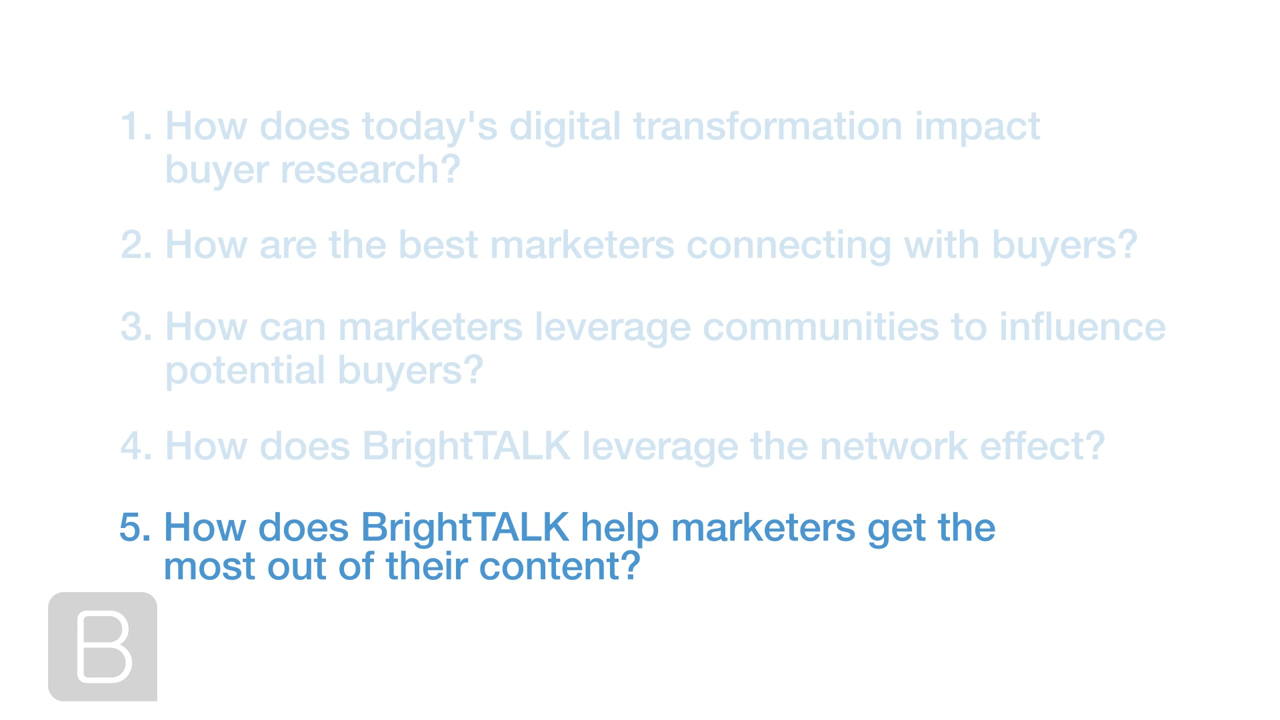 1. How does today's digital transformation impact
buyer research?
2. How are the best marketers connecting with buyers?
3. How can marketers leverage communities to influence
potential buyers?
4. How does BrightTALK leverage the network effect?
5. How does BrightTALK help marketers get the
most out of their content?
B